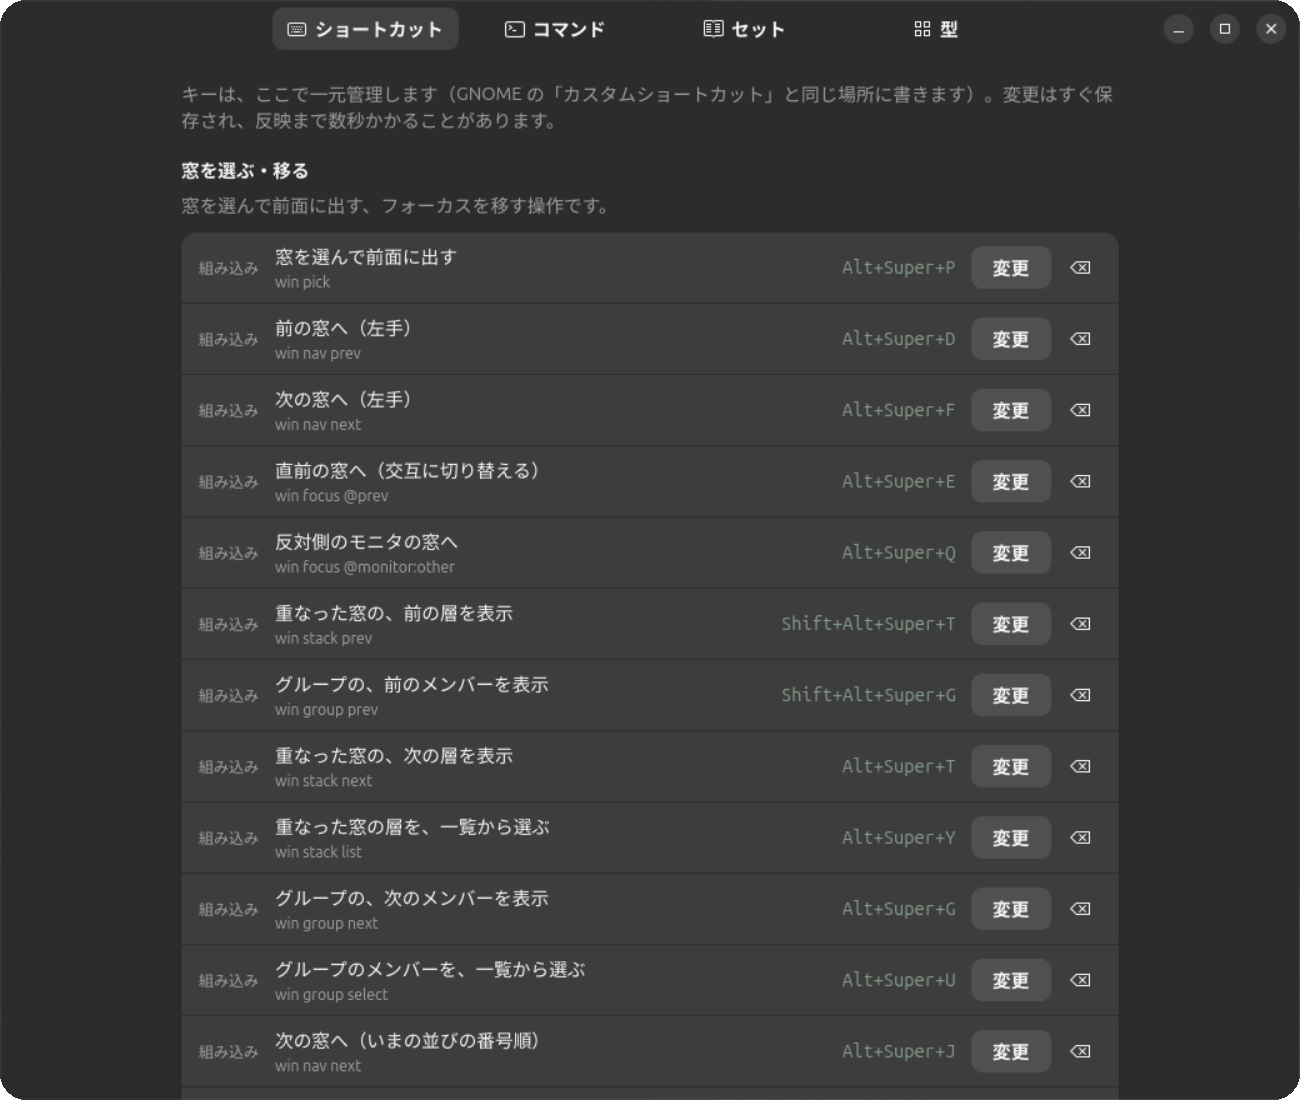 ショートカット
コマンド
セット
型
キーは、ここで一元管理します（GNOME の「カスタムショートカット」と同じ場所に書きます）。変更はすぐ保
存され、反映まで数秒かかることがあります。
窓を選ぶ・移る
窓を選んで前面に出す、フォーカスを移す操作です。
組み込み 窓を選んで前面に出す Alt+Super+P 変更
win pick
組み込み 前の窓へ（左手） Alt+Super+D 変更
win nav prev
組み込み 次の窓へ（左手） Alt+Super+F 変更
win nav next
組み込み 直前の窓へ（交互に切り替える） Alt+Super+E 変更
win focus @prev
組み込み 反対側のモニタの窓へ Alt+Super+Q 変更
win focus @monitor:other
組み込み 重なった窓の、前の層を表示 Shift+Alt+Super+T 変更
win stack prev
組み込み グループの、前のメンバーを表示 Shift+Alt+Super+G 変更
win group prev
組み込み 重なった窓の、次の層を表示 Alt+Super+T 変更
win stack next
組み込み 重なった窓の層を、一覧から選ぶ Alt+Super+Y 変更
win stack list
組み込み グループの、次のメンバーを表示 Alt+Super+G 変更
win group next
組み込み グループのメンバーを、一覧から選ぶ Alt+Super+U 変更
win group select
組み込み 次の窓へ（いまの並びの番号順） Alt+Super+J 変更
win nav next